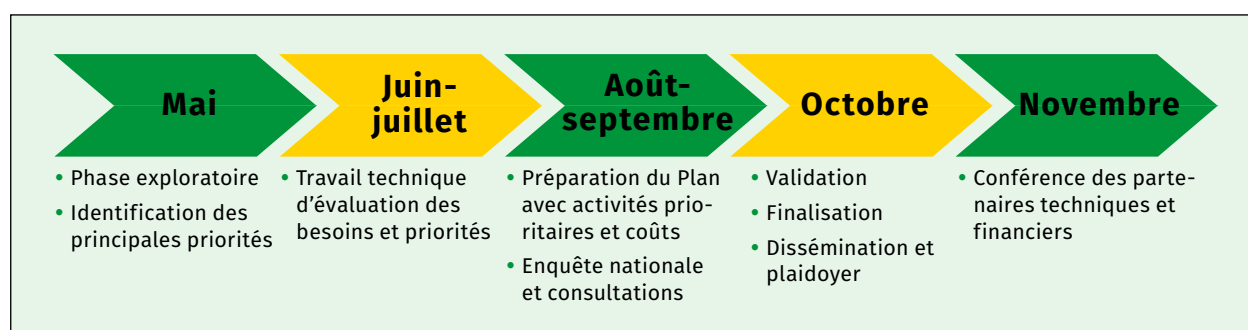 Mai
Juin-
juillet
Août-
septembre
Octobre
Novembre
• Phase exploratoire
• Identification des
principales priorités
• Travail technique
d'évaluation des
besoins et priorités
• Préparation du Plan
avec activités prio-
ritaires et coûts
• Enquête nationale
et consultations
• Validation
• Finalisation
• Dissémination et
plaidoyer
• Conférence des parte-
naires techniques et
financiers